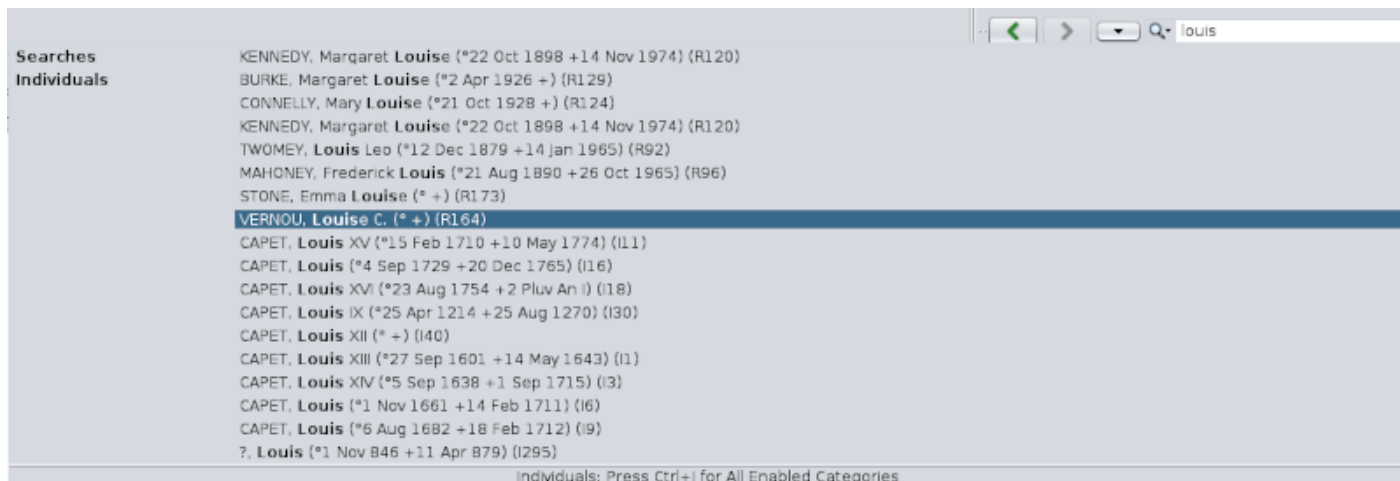 louis
Searches KENNEDY, Margaret Louise (°22 Oct 1898 +14 Nov 1974) (R120)
Individuals BURKE, Margaret Louise (°2 Apr 1926 +) (R129)
CONNELLY, Mary Louise (°21 Oct 1928 +) (R124)
KENNEDY, Margaret Louise (°22 Oct 1898 +14 Nov 1974) (R120)
TWOMEY, Louis Leo (°12 Dec 1879 +14 Jan 1965) (R92)
MAHONEY, Frederick Louis (°21 Aug 1890 +26 Oct 1965) (R96)
STONE, Emma Louise (° +) (R173)
VERNOU, Louise C. (° +) (R164)
CAPET, Louis XV (°15 Feb 1710 +10 May 1774) (I11)
CAPET, Louis (°4 Sep 1729 +20 Dec 1765) (I16)
CAPET, Louis XVI (°23 Aug 1754 +2 Pluv An I) (I18)
CAPET, Louis IX (°25 Apr 1214 +25 Aug 1270) (I30)
CAPET, Louis XII (° +) (I40)
CAPET, Louis XIII (°27 Sep 1601 +14 May 1643) (I1)
CAPET, Louis XIV (°5 Sep 1638 +1 Sep 1715) (I3)
CAPET, Louis (°1 Nov 1661 +14 Feb 1711) (I6)
CAPET, Louis (°6 Aug 1682 +18 Feb 1712) (I9)
?, Louis (°1 Nov 846 +11 Apr 879) (I295)
Individuals: Press Ctrl+I for All Enabled Categories